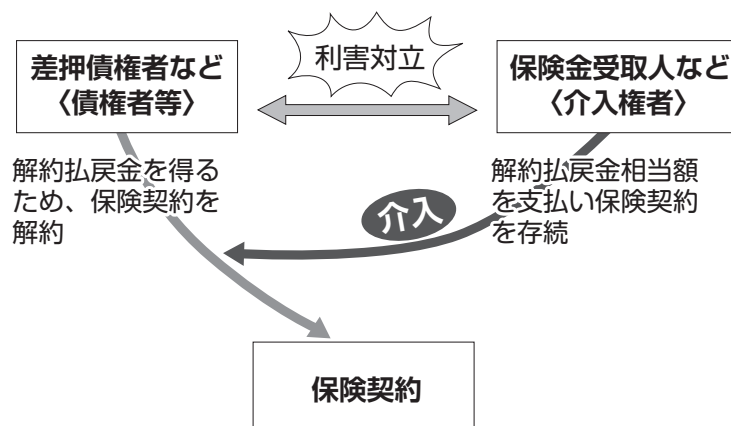 利害対立
差押債権者など
〈債権者等〉
保険金受取人など
〈介入権者〉
解約払戻金を得る
ため、保険契約を
解約
解約払戻金相当額
を支払い保険契約
を存続
介入
保険契約